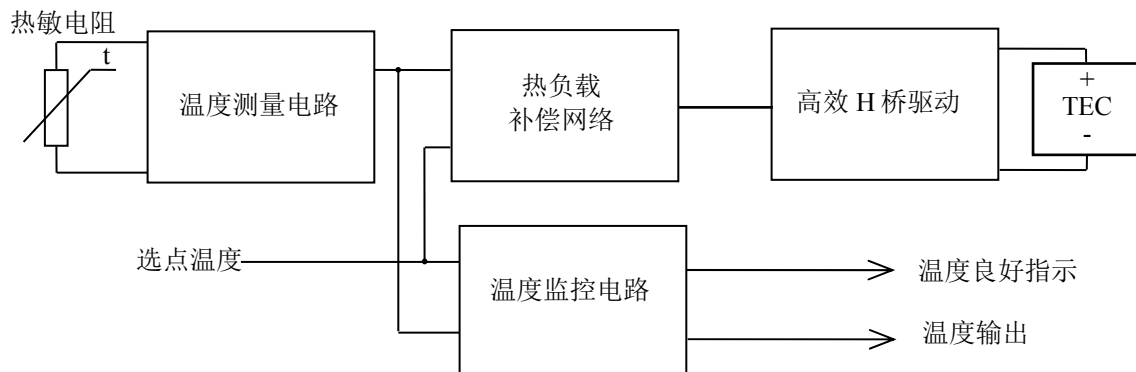 热敏电阻
t
温度测量电路
热负载
补偿网络
高效 H 桥驱动
+
TEC
-
选点温度
温度监控电路
温度良好指示
温度输出